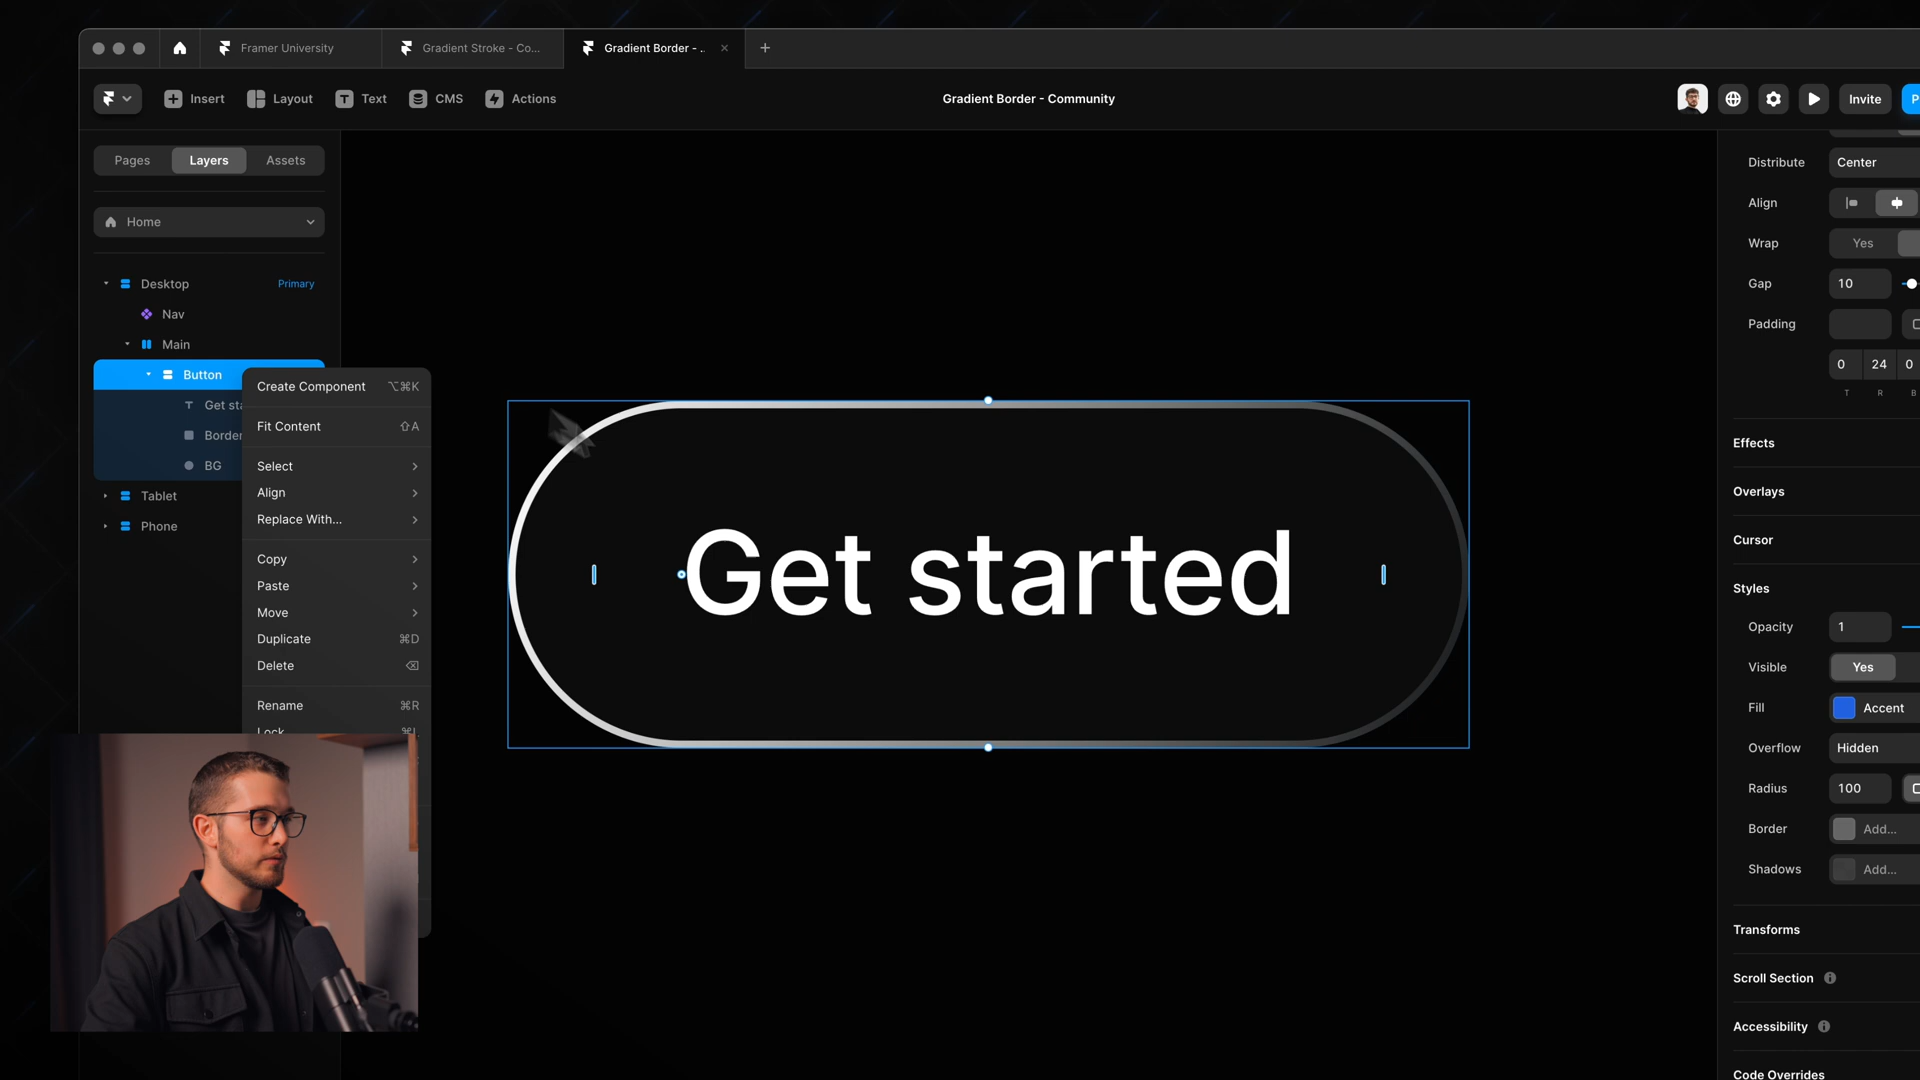 Framer University
Gradient Stroke - Co...
Gradient Border - ..
Insert
Layout
Text
CMS
Actions
Gradient Border - Community
Invite
P
Pages
Layers
Assets
Home
Desktop
Primary
Nav
Main
Button
Get sta
Border
BG
Tablet
Phone
Create Component ⌥⌘K
Fit Content ⇧A
Select
Align
Replace With...
Copy
Paste
Move
Duplicate ⌘D
Delete ⌫
Rename ⌘R
Lock ⌘L
Get started
Distribute Center
Align
Wrap Yes
Gap 10
Padding
0 24 0
T R B
Effects
Overlays
Cursor
Styles
Opacity 1
Visible Yes
Fill Accent
Overflow Hidden
Radius 100
Border Add...
Shadows Add...
Transforms
Scroll Section
Accessibility
Code Overrides